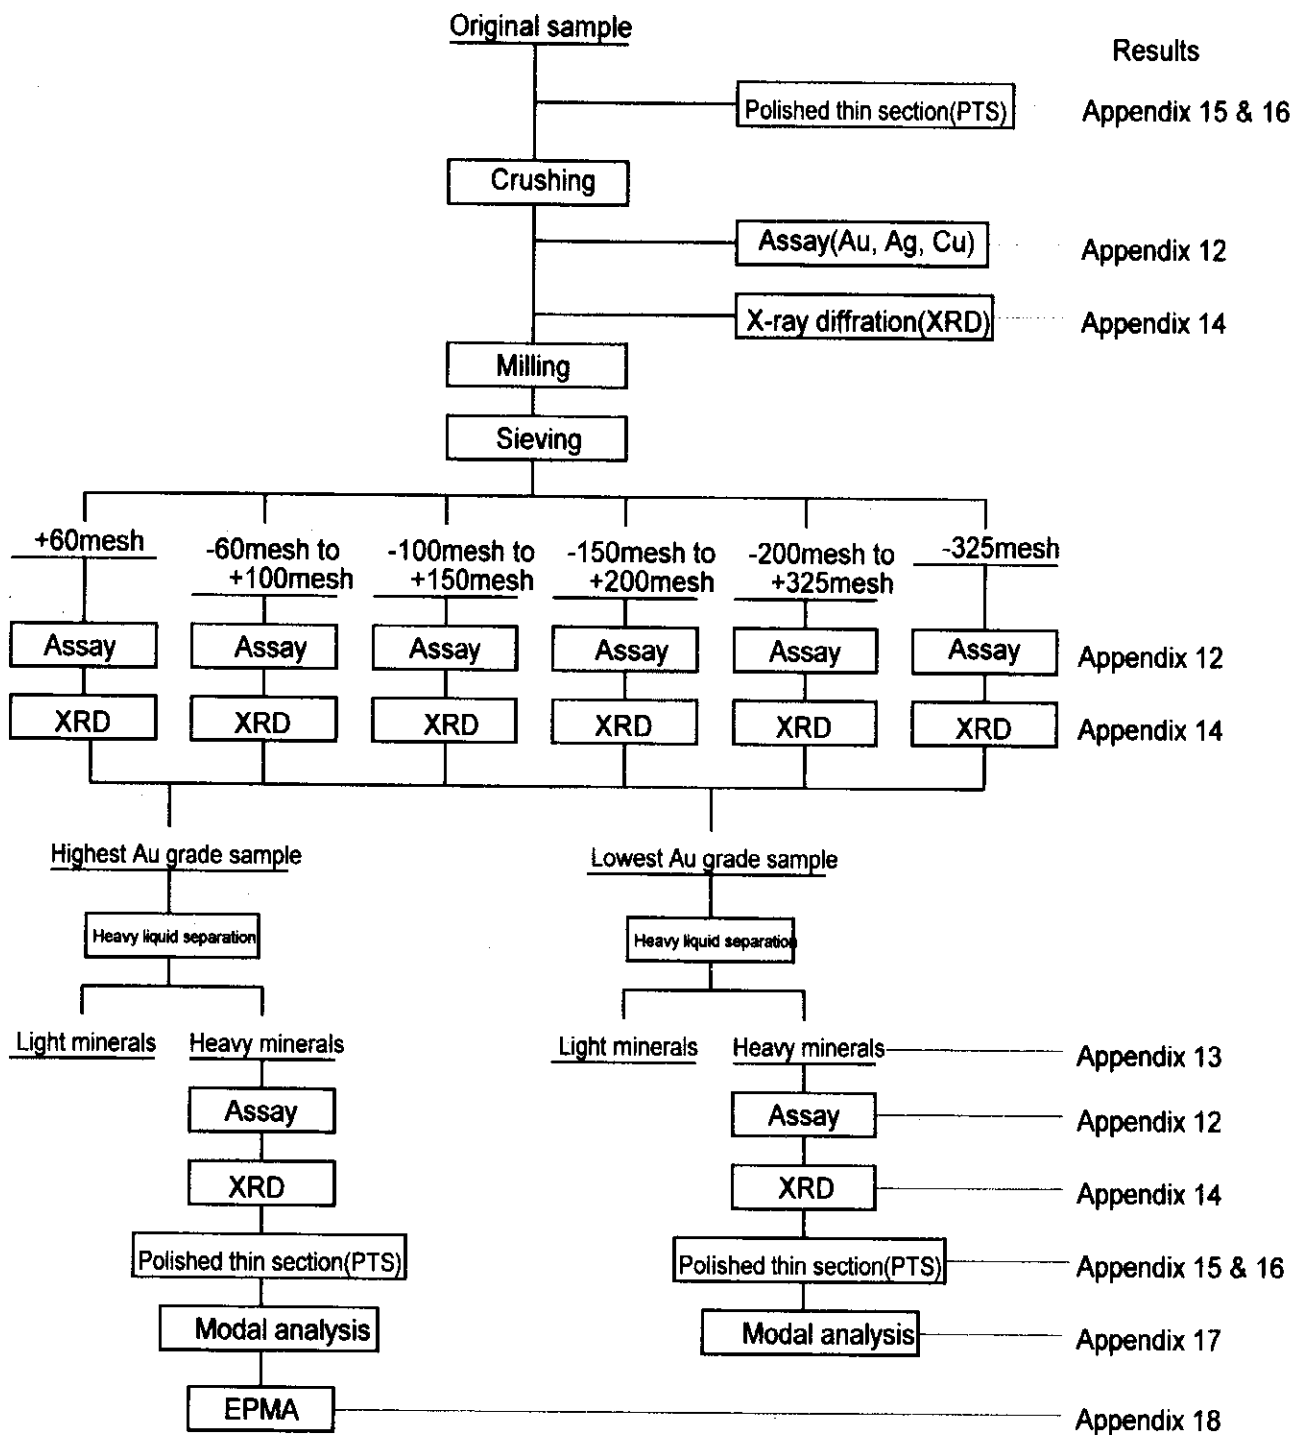 Original sample
Results
Polished thin section(PTS)
Appendix 15 & 16
Crushing
Assay(Au, Ag, Cu)
Appendix 12
X-ray diffration(XRD)
Appendix 14
Milling
Sieving
+60mesh
-60mesh to
+100mesh
-100mesh to
+150mesh
-150mesh to
+200mesh
-200mesh to
+325mesh
-325mesh
Assay
Assay
Assay
Assay
Assay
Assay
Appendix 12
XRD
XRD
XRD
XRD
XRD
XRD
Appendix 14
Highest Au grade sample
Lowest Au grade sample
Heavy liquid separation
Heavy liquid separation
Light minerals
Heavy minerals
Light minerals
Heavy minerals
Appendix 13
Assay
Assay
Appendix 12
XRD
XRD
Appendix 14
Polished thin section(PTS)
Polished thin section(PTS)
Appendix 15 & 16
Modal analysis
Modal analysis
Appendix 17
EPMA
Appendix 18